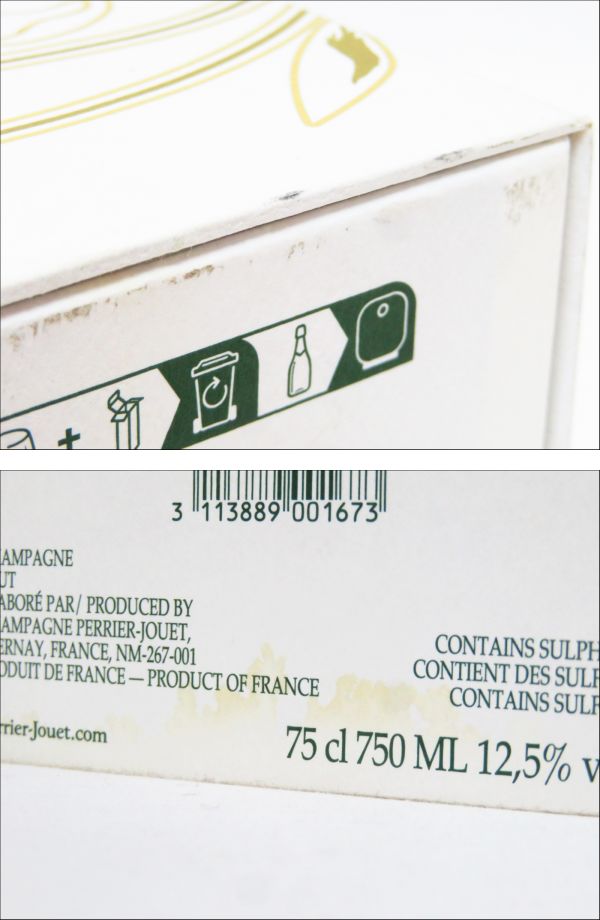 +
3 113889 001673
AMPAGNE
UT
ABORÉ PAR / PRODUCED BY
AMPAGNE PERRIER-JOUET,
ERNAY, FRANCE, NM-267-001
ODUIT DE FRANCE — PRODUCT OF FRANCE
rrier-Jouet.com
CONTAINS SULPH
CONTIENT DES SULF
CONTAINS SULF
75 cl 750 ML 12,5% v